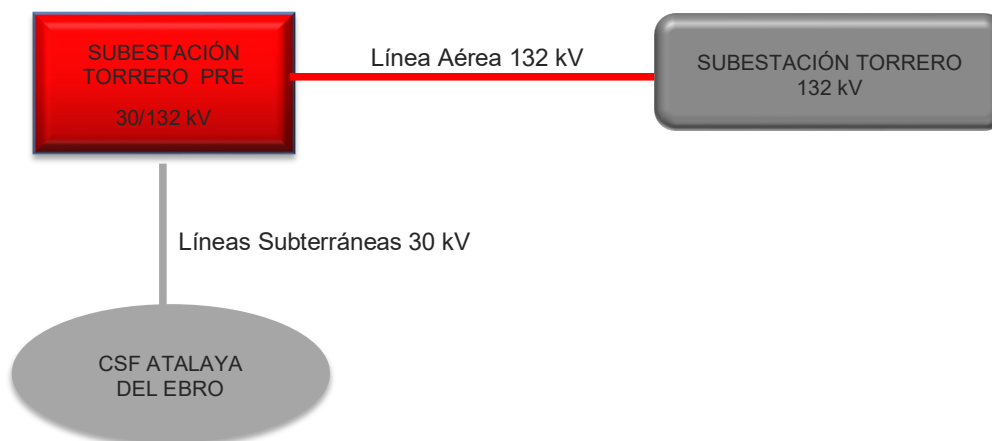 SUBESTACIÓN
TORRERO PRE
30/132 kV
Línea Aérea 132 kV
SUBESTACIÓN TORRERO
132 kV
Líneas Subterráneas 30 kV
CSF ATALAYA
DEL EBRO